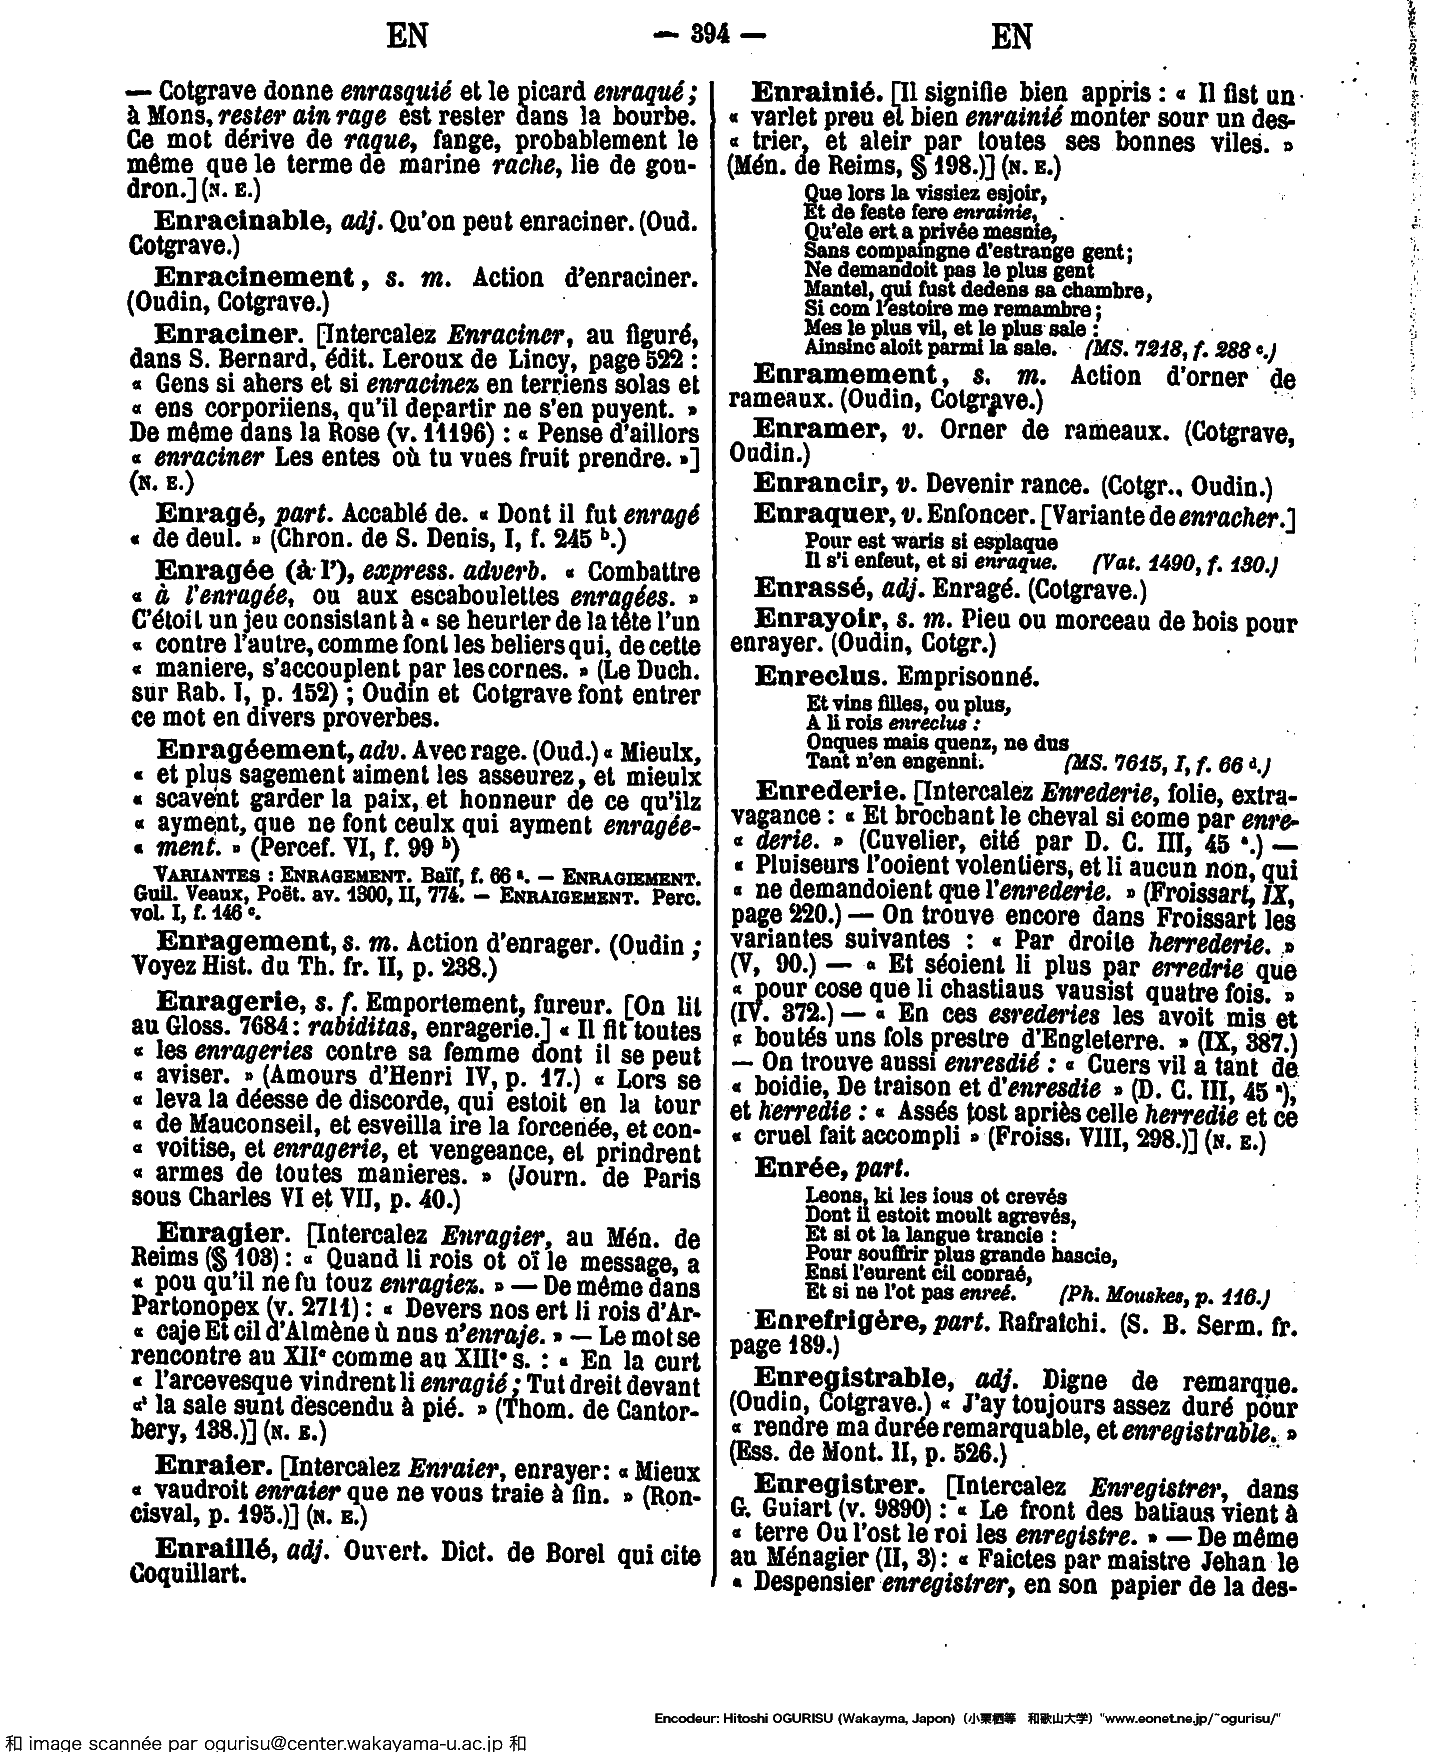 EN — 394 — EN
— Cotgrave donne enrasquié et le picard enraqué ;
à Mons, rester ain rage est rester dans la bourbe.
Ce mot dérive de raque, fange, probablement le
même que le terme de marine rache, lie de gou-
dron.] (N. E.)
Enracinable, adj. Qu'on peut enraciner. (Oud.
Cotgrave.)
Enracinement, s. m. Action d'enraciner.
(Oudin, Cotgrave.)
Enraciner. [Intercalez Enraciner, au figuré,
dans S. Bernard, édit. Leroux de Lincy, page 522 :
« Gens si ahers et si enracinez en terriens solas et
« ens corporiiens, qu'il departir ne s'en puyent. »
De même dans la Rose (v. 11196) : « Pense d'aillors
« enraciner Les entes où tu vues fruit prendre. »]
(N. E.)
Enragé, part. Accablé de. « Dont il fut enragé
« de deul. » (Chron. de S. Denis, I, f. 245 b.)
Enragée (à l'), express. adverb. « Combattre
« à l'enragée, ou aux escaboulettes enragées. »
C'étoit un jeu consistant à « se heurter de la tête l'un
« contre l'autre, comme font les beliers qui, de cette
« maniere, s'accouplent par les cornes. » (Le Duch.
sur Rab. I, p. 152) ; Oudin et Cotgrave font entrer
ce mot en divers proverbes.
Enragéement, adv. Avec rage. (Oud.) « Mieulx,
« et plus sagement aiment les asseurez, et mieulx
« scavent garder la paix, et honneur de ce qu'ilz
« ayment, que ne font ceulx qui ayment enragée-
« ment. » (Percef. VI, f. 99 b)
VARIANTES : ENRAGEMENT. Baïf, f. 66 a. — ENRAGIEMENT.
Guil. Veaux, Poët. av. 1300, II, 774. — ENRAIGEMENT. Perc.
vol. I, f. 146 c.
Enragement, s. m. Action d'enrager. (Oudin ;
Voyez Hist. du Th. fr. II, p. 238.)
Enragerie, s. f. Emportement, fureur. [On lit
au Gloss. 7684 : rabiditas, enragerie.] « Il fit toutes
« les enrageries contre sa femme dont il se peut
« aviser. » (Amours d'Henri IV, p. 17.) « Lors se
« leva la déesse de discorde, qui estoit en la tour
« de Mauconseil, et esveilla ire la forcenée, et con-
« voitise, et enragerie, et vengeance, et prindrent
« armes de toutes manieres. » (Journ. de Paris
sous Charles VI et VII, p. 40.)
Enragier. [Intercalez Enragier, au Mén. de
Reims (§ 103) : « Quand li rois ot oï le message, a
« pou qu'il ne fu touz enragiez. » — De même dans
Partonopex (v. 2711) : « Devers nos ert li rois d'Ar-
« caje Et cil d'Almène ù nus n'enraje. » — Le mot se
rencontre au XIIe comme au XIIIe s. : « En la curt
« l'arcevesque vindrent li enragié ; Tut dreit devant
« la sale sunt descendu à pié. » (Thom. de Cantor-
bery, 138.)] (N. E.)
Enraier. [Intercalez Enraier, enrayer : « Mieux
« vaudroit enraier que ne vous traie à fin. » (Ron-
cisval, p. 195.)] (N. E.)
Enraillé, adj. Ouvert. Dict. de Borel qui cite
Coquillart.
Enrainié. [Il signifie bien appris : « Il fist un
« varlet preu et bien enrainié monter sour un des-
« trier, et aleir par toutes ses bonnes viles. »
(Mén. de Reims, § 198.)] (N. E.)
Que lors la vissiez esjoir,
Et de feste fere enrainie,
Qu'ele ert a privée mesnie,
Sans compaingne d'estrange gent ;
Ne demandoit pas le plus gent
Mantel, qui fust dedens sa chambre,
Si com l'estoire me remambre ;
Mes le plus vil, et le plus sale :
Ainsinc aloit parmi la sale. (MS. 7218, f. 288 c.)
Enramement, s. m. Action d'orner de
rameaux. (Oudin, Cotgrave.)
Enramer, v. Orner de rameaux. (Cotgrave,
Oudin.)
Enrancir, v. Devenir rance. (Cotgr., Oudin.)
Enraquer, v. Enfoncer. [Variante de enracher.]
Pour est waris si esplaque
Il s'i enfeut, et si enraque. (Vat. 1490, f. 130.)
Enrassé, adj. Enragé. (Cotgrave.)
Enrayoir, s. m. Pieu ou morceau de bois pour
enrayer. (Oudin, Cotgr.)
Enreclus. Emprisonné.
Et vins filles, ou plus,
A li rois enreclus :
Onques mais quenz, ne dus
Tant n'en engenni. (MS. 7615, I, f. 66 d.)
Enrederie. [Intercalez Enrederie, folie, extra-
vagance : « Et brochant le cheval si come par enre-
« derie. » (Cuvelier, cité par D. C. III, 45 a.) —
« Pluiseurs l'ooient volentiers, et li aucun non, qui
« ne demandoient que l'enrederie. » (Froissart, IX,
page 220.) — On trouve encore dans Froissart les
variantes suivantes : « Par droite herrederie. »
(V, 90.) — « Et séoient li plus par erredrie que
« pour cose que li chastiaus vausist quatre fois. »
(IV. 372.) — « En ces esrederies les avoit mis et
« boutés uns fols prestre d'Engleterre. » (IX, 387.)
— On trouve aussi enresdié : « Cuers vil a tant de
« boidie, De traison et d'enresdie » (D. C. III, 45 a),
et herredie : « Assés tost apriès celle herredie et ce
« cruel fait accompli » (Froiss. VIII, 298.)] (N. E.)
Enrée, part.
Leons, ki les ious ot crevés
Dont il estoit moult agrevés,
Et si ot la langue trancie :
Pour souffrir plus grande hascie,
Ensi l'eurent cil conraé,
Et si ne l'ot pas enreé. (Ph. Mouskes, p. 116.)
Enrefrigère, part. Rafraichi. (S. B. Serm. fr.
page 189.)
Enregistrable, adj. Digne de remarque.
(Oudin, Cotgrave.) « J'ay toujours assez duré pour
« rendre ma durée remarquable, et enregistrable. »
(Ess. de Mont. II, p. 526.)
Enregistrer. [Intercalez Enregistrer, dans
G. Guiart (v. 9890) : « Le front des batiaus vient à
« terre Ou l'ost le roi les enregistre. » — De même
au Ménagier (II, 3) : « Faictes par maistre Jehan le
« Despensier enregistrer, en son papier de la des-
Encodeur: Hitoshi OGURISU (Wakayma, Japon) (小栗栖等 和歌山大学) "www.eonet.ne.jp/~ogurisu/"
和 image scannée par ogurisu@center.wakayama-u.ac.jp 和